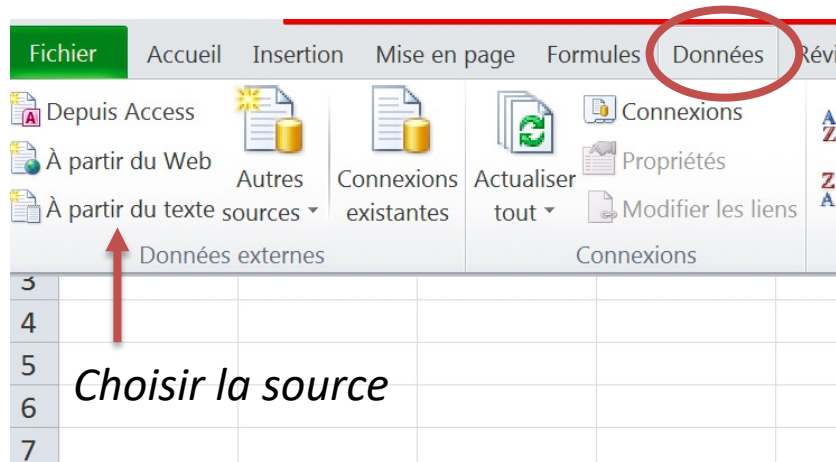 Fichier Accueil Insertion Mise en page Formules Données Révi
Depuis Access
À partir du Web
À partir du texte
Autres
sources
Connexions
existantes
Données externes
Actualiser
tout
Connexions
Propriétés
Modifier les liens
Connexions
A
Z
Z
A
3
4
5
6
7
Choisir la source